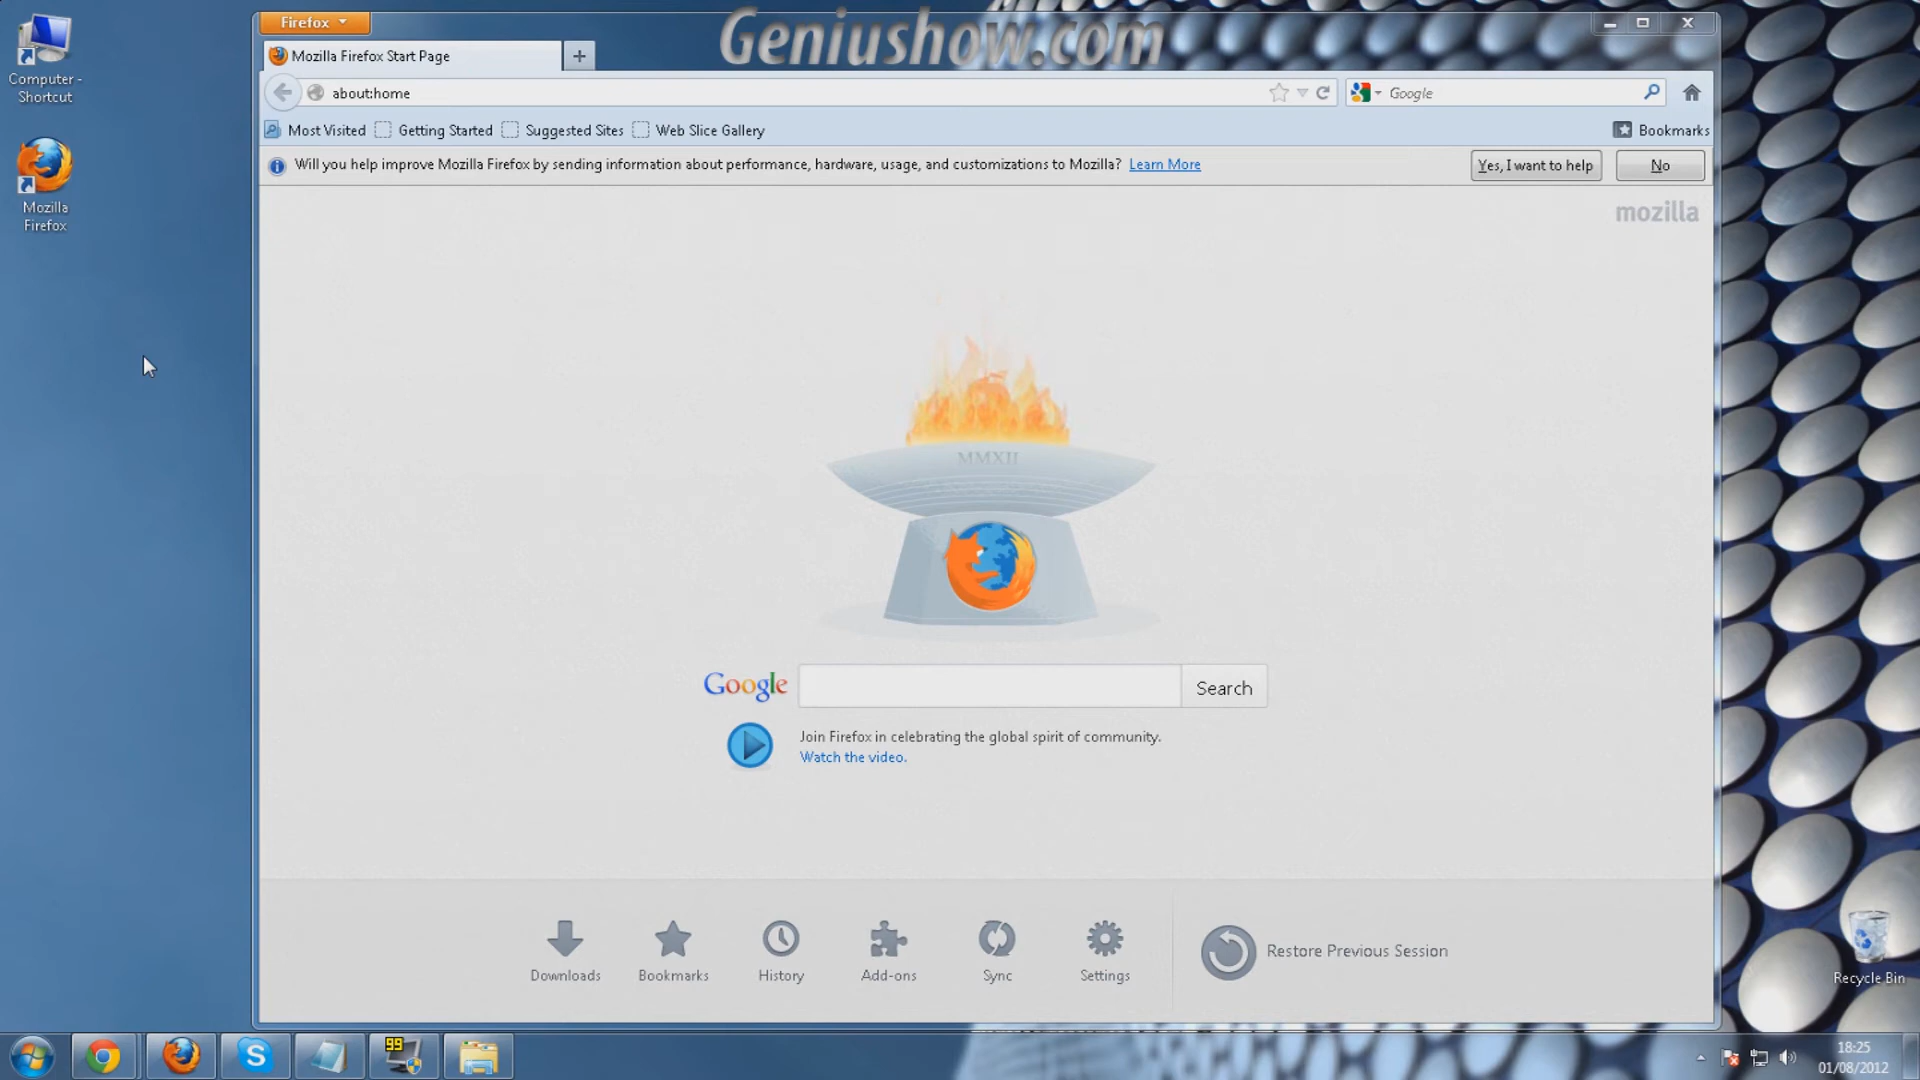 Computer -
Shortcut
Mozilla
Firefox
Firefox
Geniushow.com
Mozilla Firefox Start Page
about:home
Google
Most Visited
Getting Started
Suggested Sites
Web Slice Gallery
Bookmarks
Will you help improve Mozilla Firefox by sending information about performance, hardware, usage, and customizations to Mozilla? Learn More
Yes, I want to help
No
mozilla
MMXII
Google
Search
Join Firefox in celebrating the global spirit of community.
Watch the video.
Downloads
Bookmarks
History
Add-ons
Sync
Settings
Restore Previous Session
Recycle Bin
99
18:25
01/08/2012